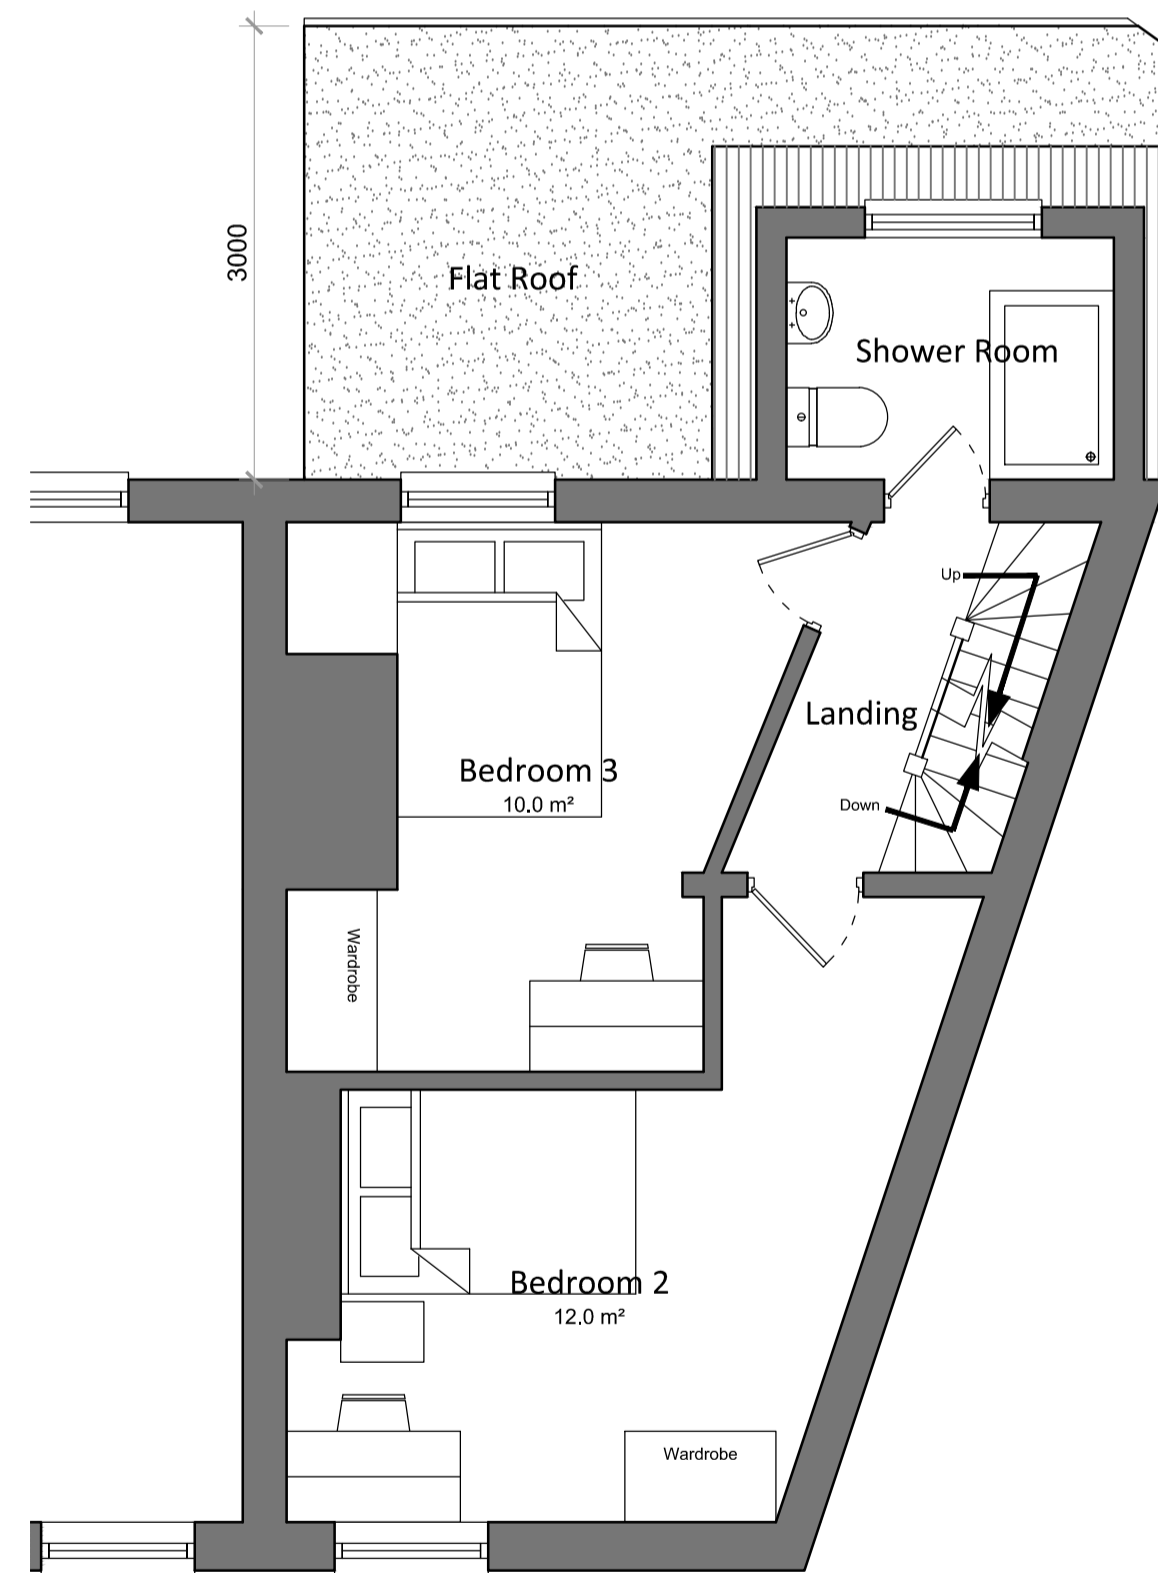 3000
Flat Roof
Shower Room
Up
Landing
Bedroom 3
10.0 m²
Down
Wardrobe
Bedroom 2
12.0 m²
Wardrobe